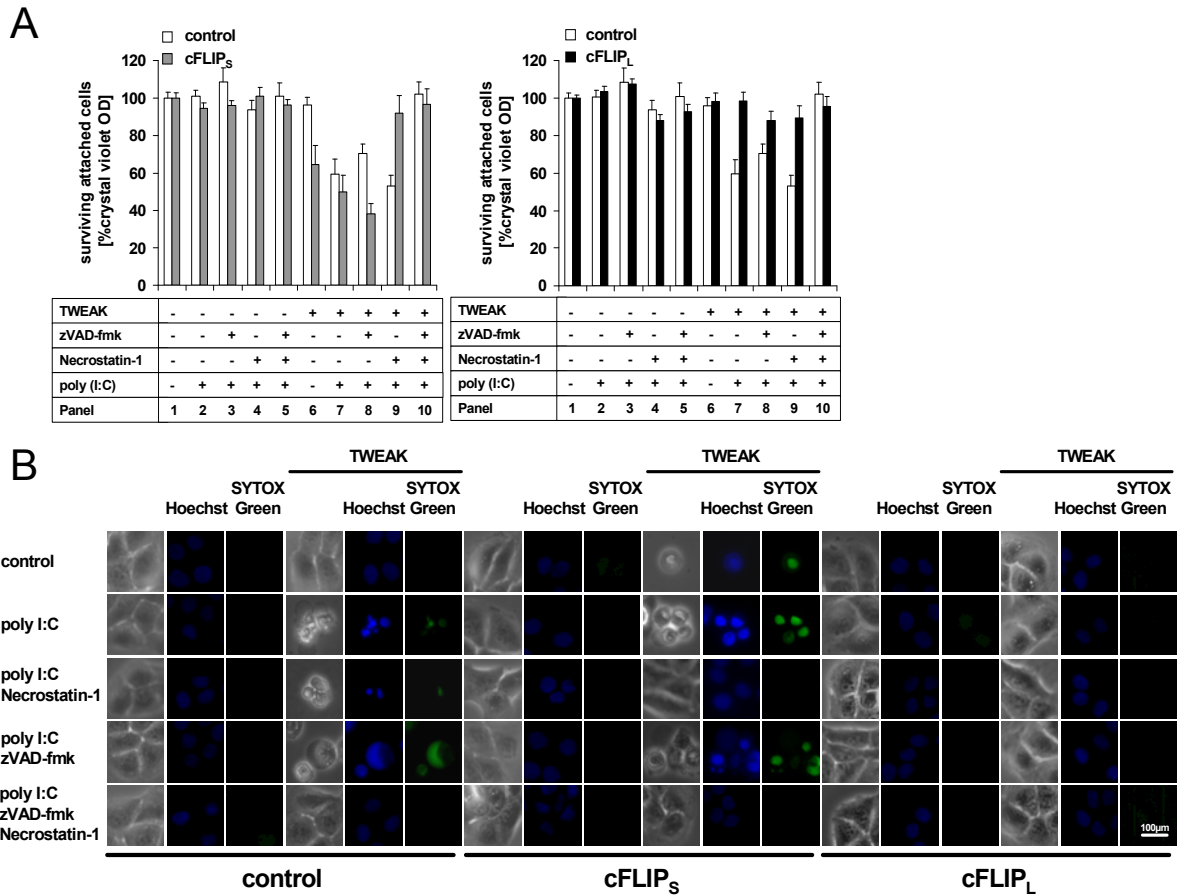 A
control
cFLIPS
surviving attached cells
[%crystal violet OD]
120
100
80
60
40
20
0
TWEAK - - - - - + + + + +
zVAD-fmk - - + - + - - + - +
Necrostatin-1 - - - + + - - - + +
poly (I:C) - + + + + - + + + +
Panel 1 2 3 4 5 6 7 8 9 10
control
cFLIPL
surviving attached cells
[%crystal violet OD]
120
100
80
60
40
20
0
TWEAK - - - - - + + + + +
zVAD-fmk - - + - + - - + - +
Necrostatin-1 - - - + + - - - + +
poly (I:C) - + + + + - + + + +
Panel 1 2 3 4 5 6 7 8 9 10
B
TWEAK TWEAK TWEAK
SYTOX SYTOX SYTOX SYTOX SYTOX SYTOX
Hoechst Green Hoechst Green Hoechst Green Hoechst Green Hoechst Green Hoechst Green
control
poly I:C
poly I:C
Necrostatin-1
poly I:C
zVAD-fmk
poly I:C
zVAD-fmk
Necrostatin-1
100µm
control cFLIPS cFLIPL